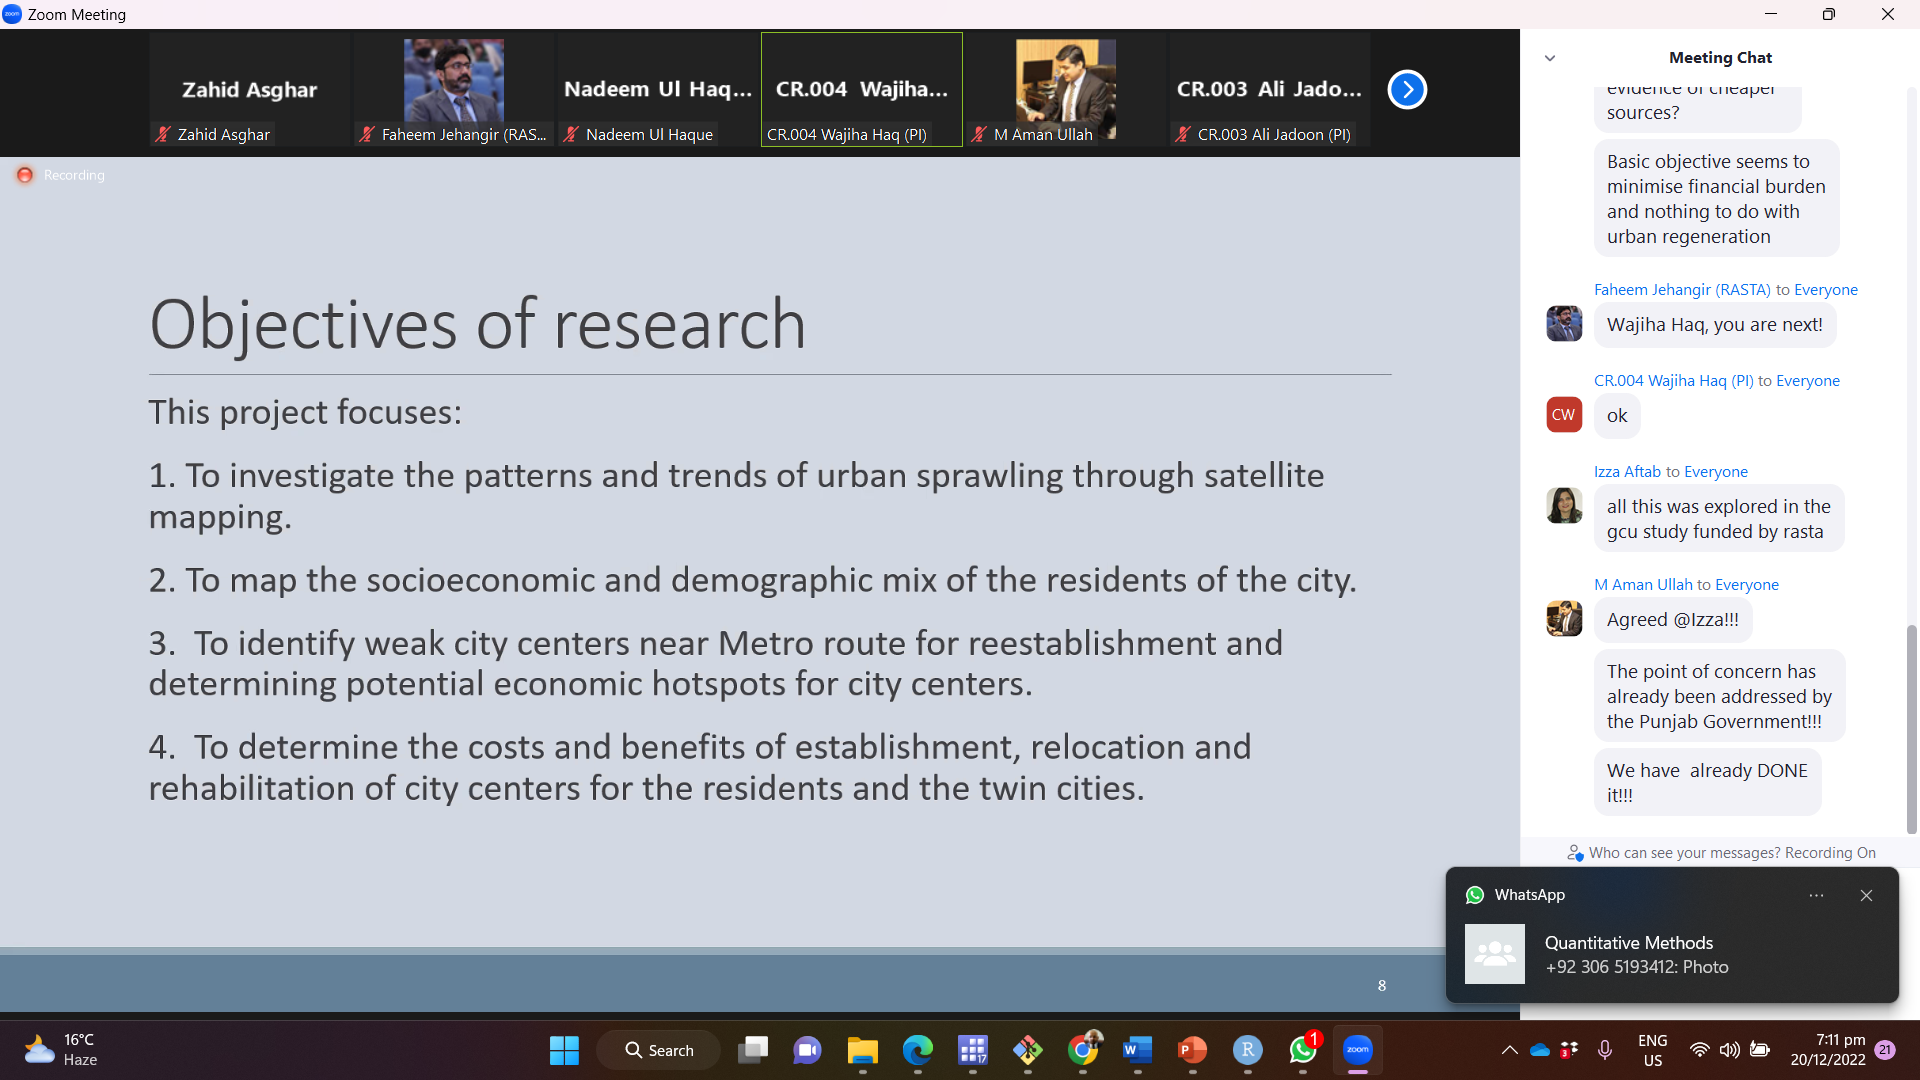 Zoom Meeting
Zahid Asghar
Nadeem Ul Haq...
CR.004 Wajiha...
CR.003 Ali Jado...
Zahid Asghar
Faheem Jehangir (RAS...
Nadeem Ul Haque
CR.004 Wajiha Haq (PI)
M Aman Ullah
CR.003 Ali Jadoon (PI)
Recording
Objectives of research
This project focuses:
1. To investigate the patterns and trends of urban sprawling through satellite
mapping.
2. To map the socioeconomic and demographic mix of the residents of the city.
3. To identify weak city centers near Metro route for reestablishment and
determining potential economic hotspots for city centers.
4. To determine the costs and benefits of establishment, relocation and
rehabilitation of city centers for the residents and the twin cities.
8
Meeting Chat
evidence of cheaper
sources?
Basic objective seems to
minimise financial burden
and nothing to do with
urban regeneration
Faheem Jehangir (RASTA) to Everyone
Wajiha Haq, you are next!
CR.004 Wajiha Haq (PI) to Everyone
CW
ok
Izza Aftab to Everyone
all this was explored in the
gcu study funded by rasta
M Aman Ullah to Everyone
Agreed @Izza!!!
The point of concern has
already been addressed by
the Punjab Government!!!
We have already DONE
it!!!
Who can see your messages? Recording On
WhatsApp
Quantitative Methods
+92 306 5193412: Photo
16°C
Haze
Search
17
W
P
R
1
zoom
3
ENG
US
7:11 pm
20/12/2022
21